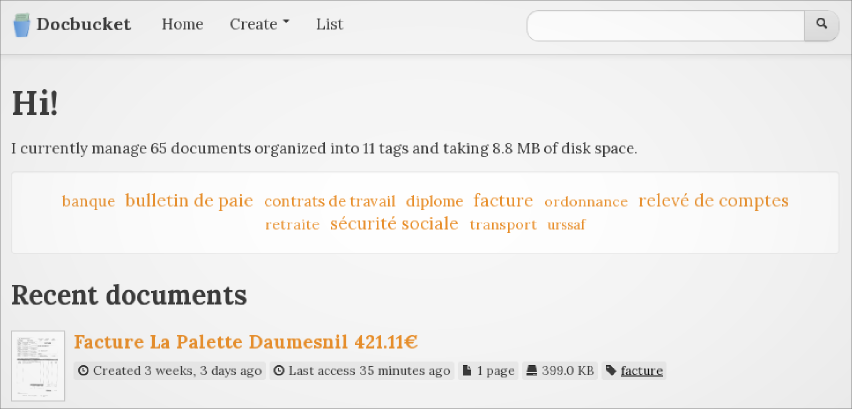 Docbucket Home Create List
Hi!
I currently manage 65 documents organized into 11 tags and taking 8.8 MB of disk space.
banque bulletin de paie contrats de travail diplome facture ordonnance relevé de comptes
retraite sécurité sociale transport urssaf
Recent documents
Facture La Palette Daumesnil 421.11€
Created 3 weeks, 3 days ago Last access 35 minutes ago 1 page 399.0 KB facture